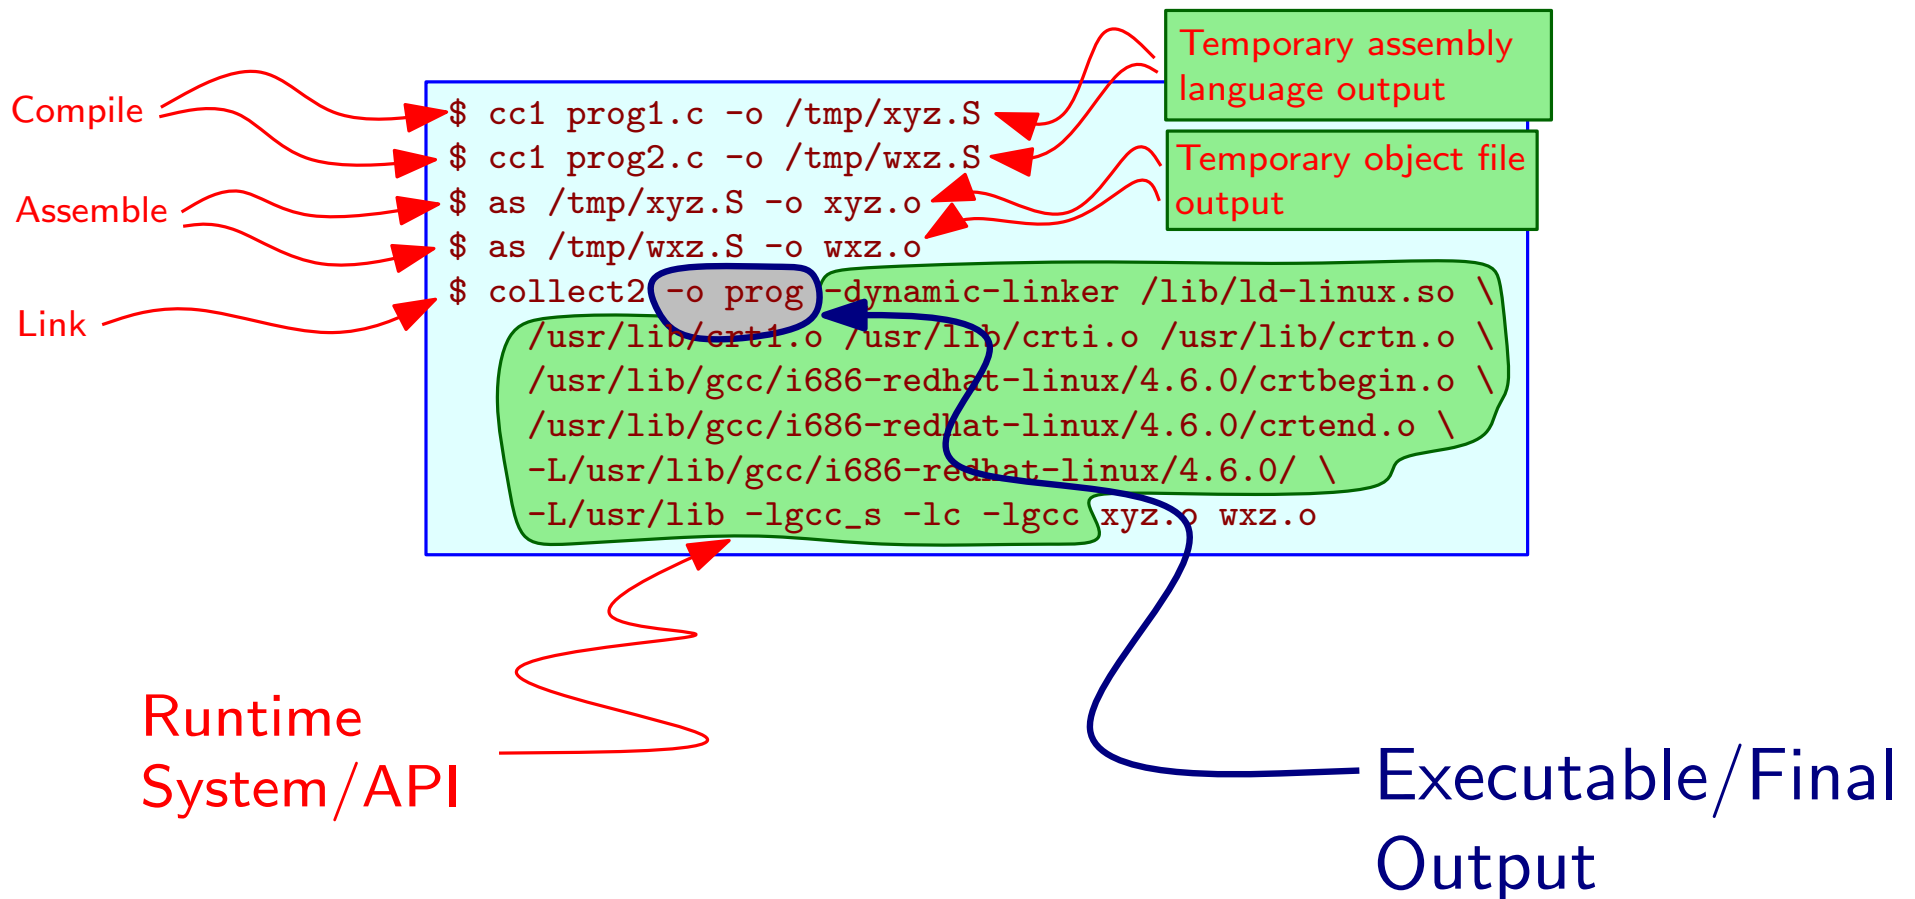 Temporary assembly
language output
Compile
$ cc1 prog1.c -o /tmp/xyz.S
$ cc1 prog2.c -o /tmp/wxz.S
Temporary object file
output
Assemble
$ as /tmp/xyz.S -o xyz.o
$ as /tmp/wxz.S -o wxz.o
Link
$ collect2 -o prog -dynamic-linker /lib/ld-linux.so \
/usr/lib/crt1.o /usr/lib/crti.o /usr/lib/crtn.o \
/usr/lib/gcc/i686-redhat-linux/4.6.0/crtbegin.o \
/usr/lib/gcc/i686-redhat-linux/4.6.0/crtend.o \
-L/usr/lib/gcc/i686-redhat-linux/4.6.0/ \
-L/usr/lib -lgcc_s -lc -lgcc xyz.o wxz.o
Runtime
System/API
Executable/Final
Output